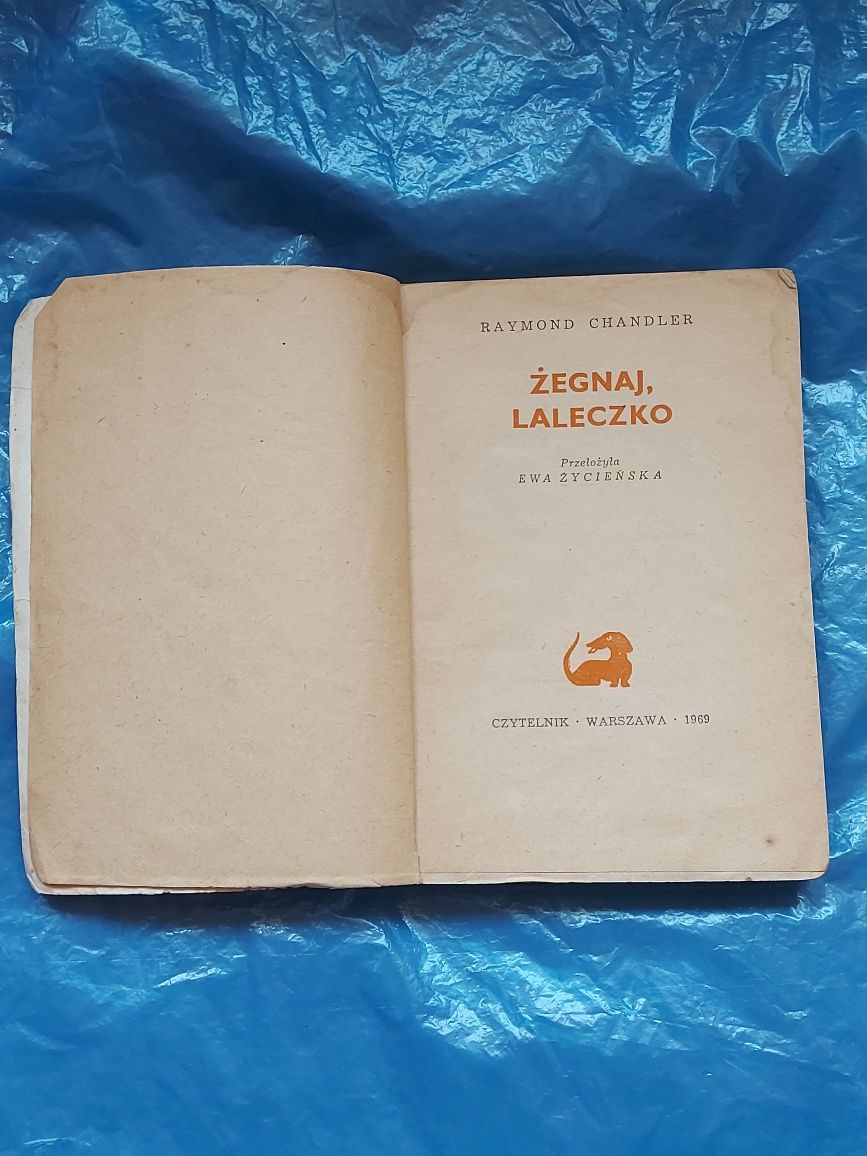 RAYMOND CHANDLER
ŻEGNAJ,
LALECZKO
Przełożyła
EWA ŻYCIEŃSKA
CZYTELNIK · WARSZAWA · 1969